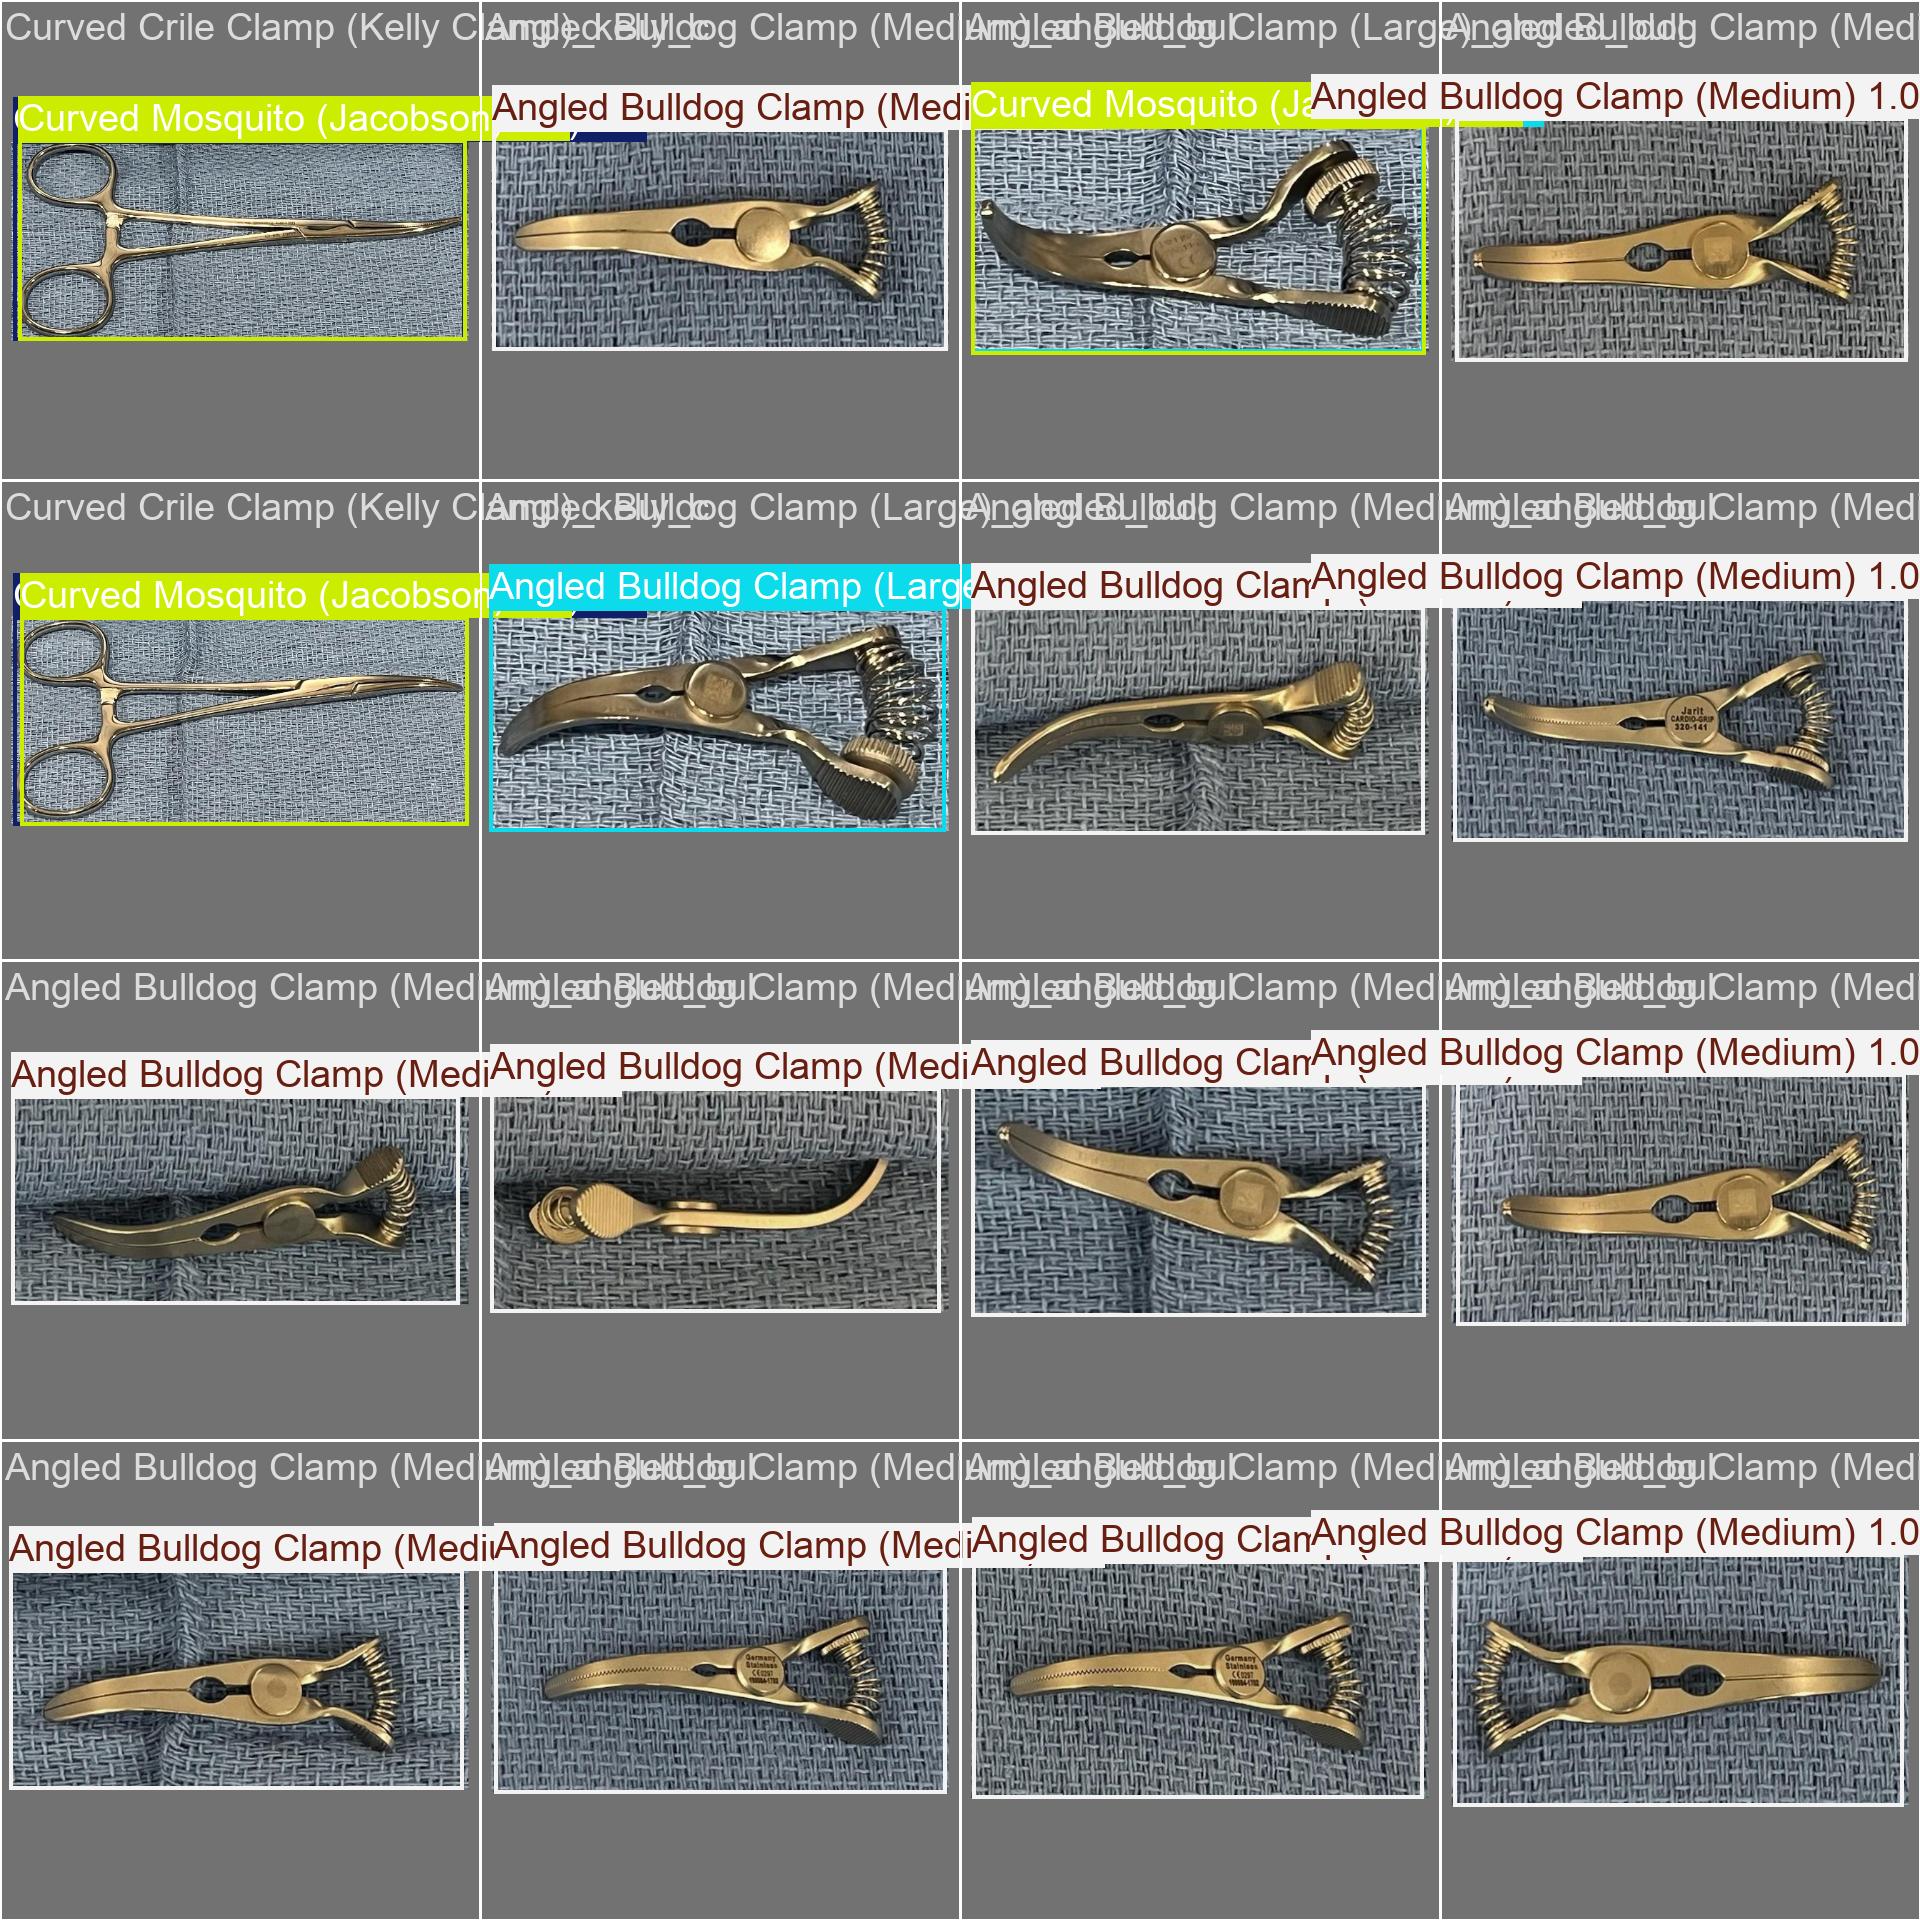 Curved Crile Clamp (Kelly Clamp)_kelly_c
Angled Bulldog Clamp (Medium)_angled_bul
Angled Bulldog Clamp (Large)_angled_bull
Angled Bulldog Clamp (Medi
Curved Mosquito (Jacobson
Angled Bulldog Clamp (Medi
Curved Mosquito (Ja
Angled Bulldog Clamp (Medium) 1.0
Curved Crile Clamp (Kelly Clamp)_kelly_c
Angled Bulldog Clamp (Large)_angled_bull
Angled Bulldog Clamp (Medium)_angled_bul
Angled Bulldog Clamp (Medi
Curved Mosquito (Jacobson
Angled Bulldog Clamp (Large
Angled Bulldog Clam
Angled Bulldog Clamp (Medium) 1.0
Jarit
CARDIO-GRIP
320-141
Angled Bulldog Clamp (Medium)_angled_bul
Angled Bulldog Clamp (Medium)_angled_bul
Angled Bulldog Clamp (Medium)_angled_bul
Angled Bulldog Clamp (Medi
Angled Bulldog Clamp (Medi
Angled Bulldog Clamp (Medi
Angled Bulldog Clam
Angled Bulldog Clamp (Medium) 1.0
Angled Bulldog Clamp (Medium)_angled_bul
Angled Bulldog Clamp (Medium)_angled_bul
Angled Bulldog Clamp (Medium)_angled_bul
Angled Bulldog Clamp (Medi
Angled Bulldog Clamp (Medi
Angled Bulldog Clamp (Medi
Angled Bulldog Clam
Angled Bulldog Clamp (Medium) 1.0
Germany
Stainless
CE0297
Germany
Stainless
CE0297